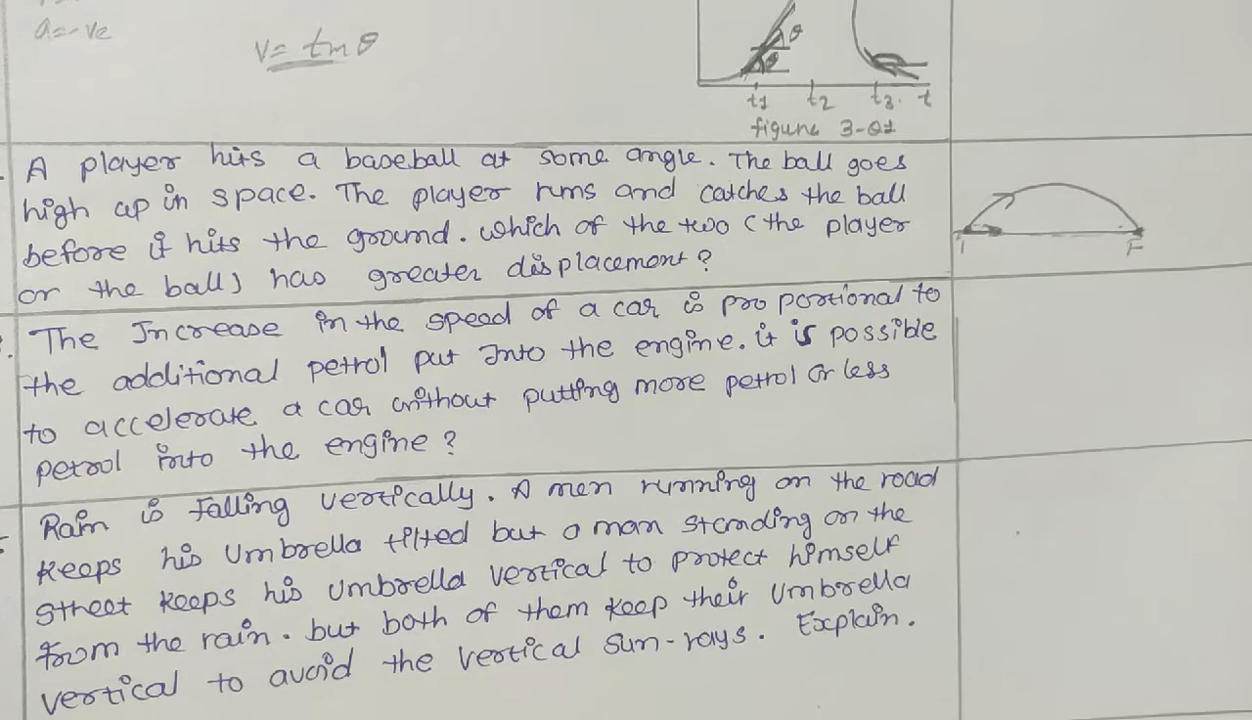 a=-ve
v= tanθ
θ
θ
t1 t2 t3. t
figure 3-Q1
A player hits a baseball at some angle. The ball goes
high up in space. The player runs and catches the ball
before it hits the ground. which of the two (the player
or the ball) has greater displacement?
I F
The Increase in the speed of a car is proportional to
the additional petrol put Into the engine. it is possible
to accelerate a car without putting more petrol or less
petrol into the engine?
Rain is falling vertically. A men running on the road
keeps his Umbrella tilted but a man standing on the
street keeps his umbrella vertical to protect himself
from the rain. but both of them keep their Umbrella
vertical to avoid the vertical sun-rays. Explain.